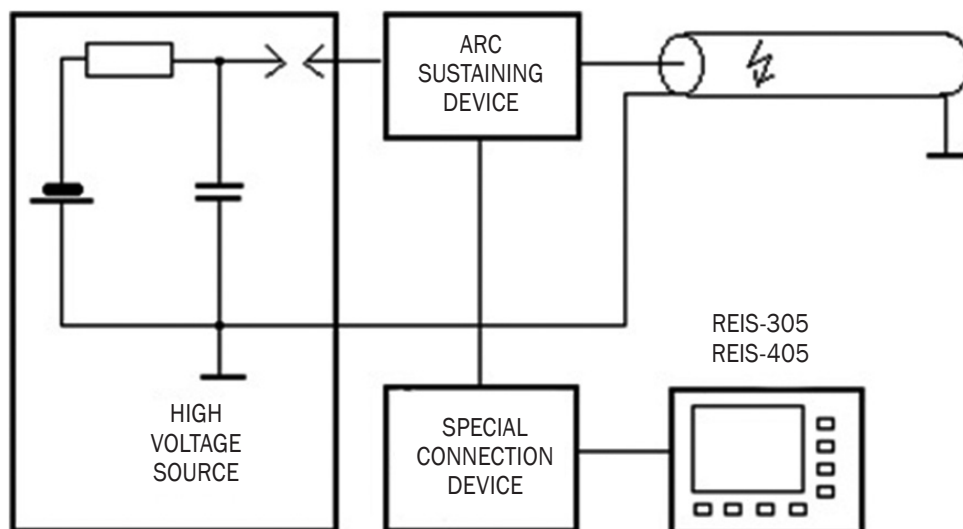 ARC
SUSTAINING
DEVICE
REIS-305
REIS-405
HIGH
VOLTAGE
SOURCE
SPECIAL
CONNECTION
DEVICE